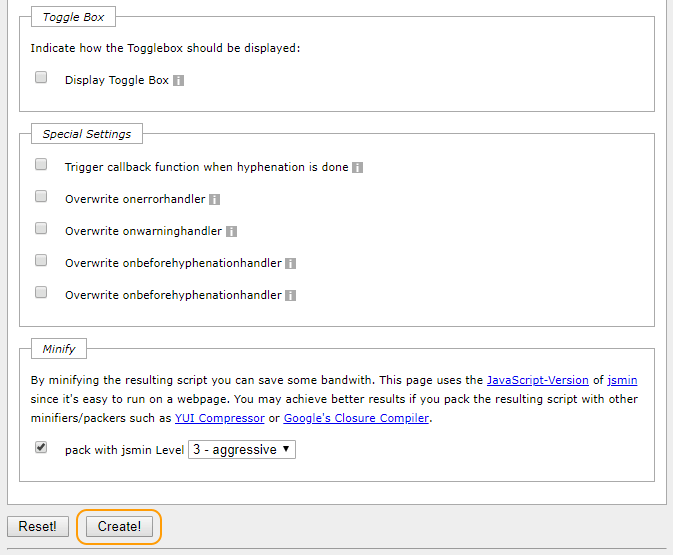 Toggle Box
Indicate how the Togglebox should be displayed:
Display Toggle Box i
Special Settings
Trigger callback function when hyphenation is done i
Overwrite onerrorhandler i
Overwrite onwarninghandler i
Overwrite onbeforehyphenationhandler i
Overwrite onbeforehyphenationhandler i
Minify
By minifying the resulting script you can save some bandwith. This page uses the JavaScript-Version of jsmin
since it's easy to run on a webpage. You may achieve better results if you pack the resulting script with other
minifiers/packers such as YUI Compressor or Google's Closure Compiler.
pack with jsmin Level 3 - aggressive
Reset! Create!